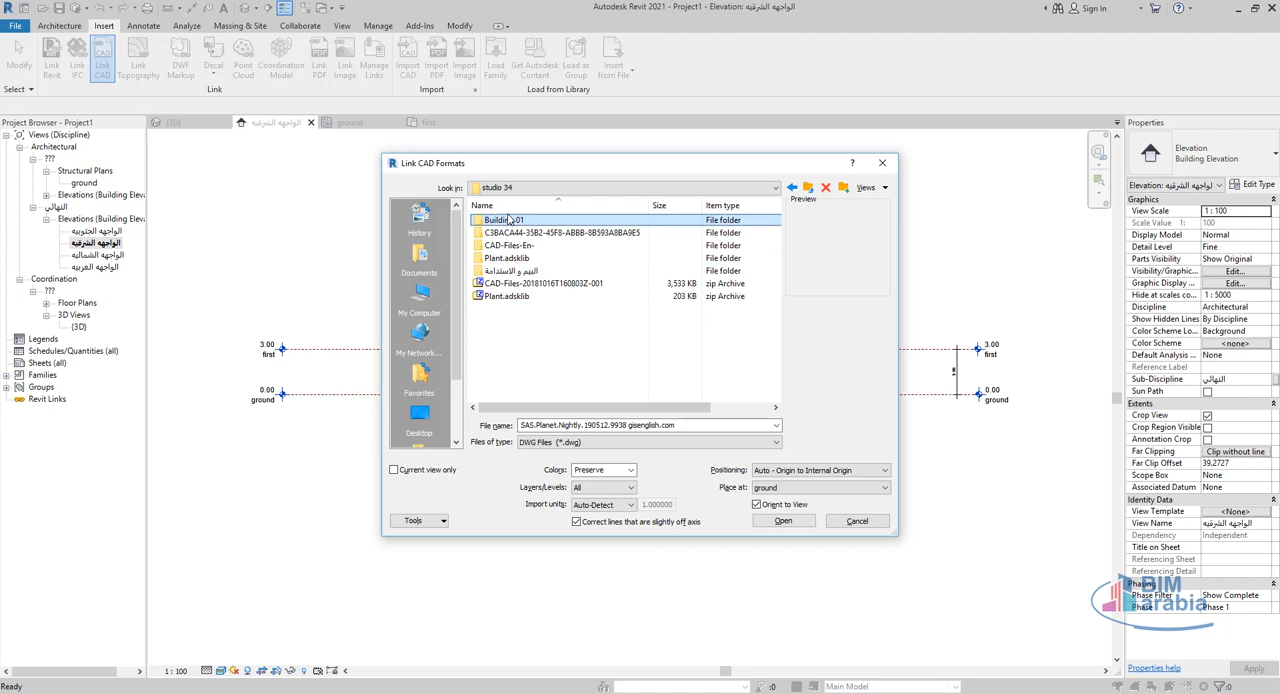 Autodesk Revit 2021 - Project1 - Elevation: الواجهه الشرقيه
Sign In
File Architecture Insert Annotate Analyze Massing & Site Collaborate View Manage Add-Ins Modify
Modify
Link Revit
Link IFC
Link CAD
Link Topography
DWF Markup
Decal
Point Cloud
Coordination Model
Link PDF
Link Image
Manage Links
Import CAD
Import PDF
Import Image
Load Family
Get Autodesk Content
Load as Group
Insert from File
Select Link Import Load from Library
Project Browser - Project1
{3D} الواجهه الشرقيه ground first
Views (Discipline)
Architectural
???
Structural Plans
ground
Elevations (Building Eleva
النهائي
Elevations (Building Eleva
الواجهه الجنوبيه
الواجهه الشرقيه
الواجهه الشماليه
الواجهه الغربيه
Coordination
???
Floor Plans
3D Views
{3D}
Legends
Schedules/Quantities (all)
Sheets (all)
Families
Groups
Revit Links
3.00
first
0.00
ground
Link CAD Formats
?
Look in: studio 34
Views
Name Size Item type
Preview
Building01 File folder
C3BACA44-35B2-45F8-ABBB-8B593A8BA9E5 File folder
CAD-Files-En- File folder
Plant.adsklib File folder
البيم و الاستدامة File folder
CAD-Files-20181016T160803Z-001 3,533 KB zip Archive
Plant.adsklib 203 KB zip Archive
History
Documents
My Computer
My Network...
Favorites
Desktop
File name: SAS.Planet.Nightly.190512.9938 gisenglish.com
Files of type: DWG Files (*.dwg)
Current view only
Colors: Preserve
Positioning: Auto - Origin to Internal Origin
Layers/Levels: All
Place at: ground
Import units: Auto-Detect 1.000000
Orient to View
Correct lines that are slightly off axis
Tools Open Cancel
3.00
first
0.00
ground
Properties
Elevation
Building Elevation
Elevation: الواجهه الشرقيه Edit Type
Graphics
View Scale 1 : 100
Scale Value 1: 100
Display Model Normal
Detail Level Fine
Parts Visibility Show Original
Visibility/Graphic... Edit...
Graphic Display ... Edit...
Hide at scales co... 1 : 5000
Discipline Architectural
Show Hidden Lines By Discipline
Color Scheme Lo... Background
Color Scheme <none>
Default Analysis ... None
Reference Label
Sub-Discipline النهائي
Sun Path
Extents
Crop View
Crop Region Visible
Annotation Crop
Far Clipping Clip without line
Far Clip Offset 39.2727
Scope Box None
Associated Datum None
Identity Data
View Template <None>
View Name الواجهه الشرقيه
Dependency Independent
Title on Sheet
Referencing Sheet
Referencing Detail
Phasing
Phase Filter Show Complete
Phase Phase 1
BIM
arabia
Properties help Apply
1 : 100
Ready
:0 Main Model :0